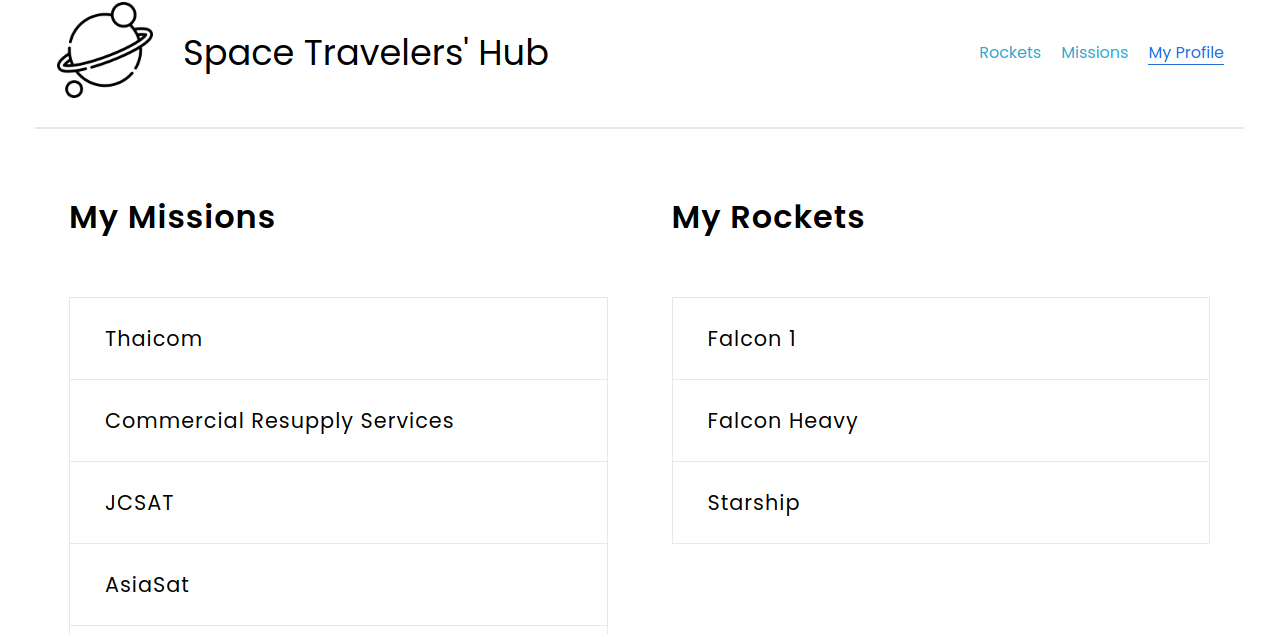 Space Travelers' Hub
Rockets
Missions
My Profile
My Missions
Thaicom
Commercial Resupply Services
JCSAT
AsiaSat
My Rockets
Falcon 1
Falcon Heavy
Starship